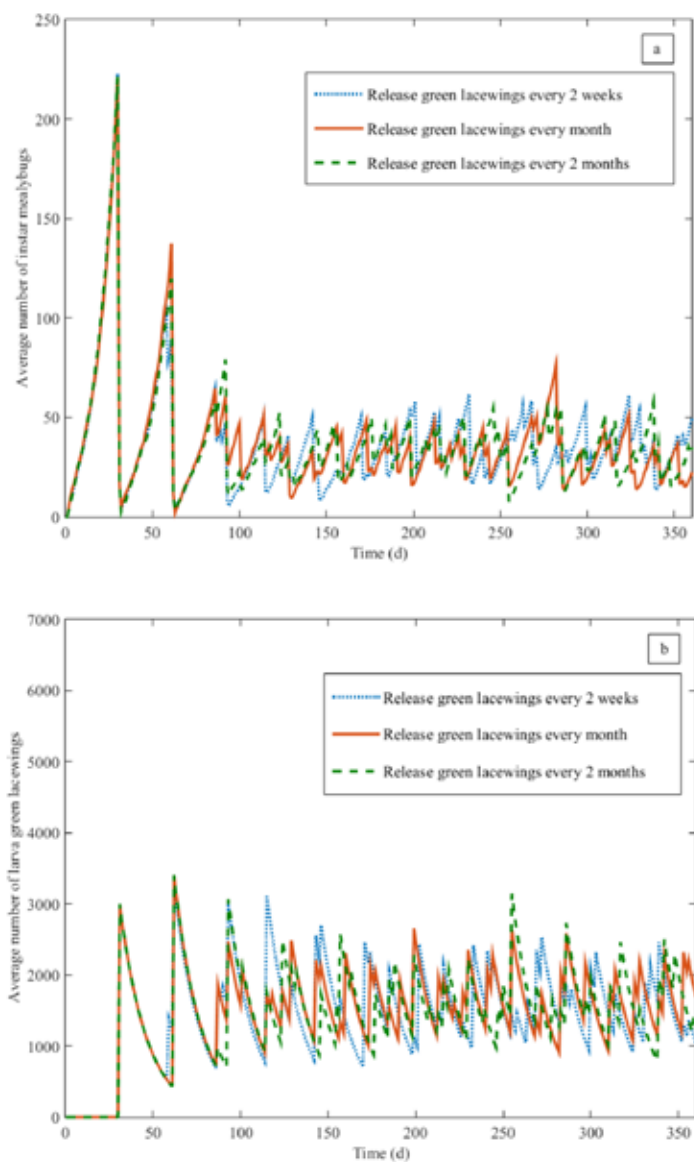 250
a
Release green lacewings every 2 weeks
200
Release green lacewings every month
Release green lacewings every 2 months
150
Average number of instar mealybugs
100
50
0
0 50 100 150 200 250 300 350
Time (d)
7000
b
6000
Release green lacewings every 2 weeks
Release green lacewings every month
5000
Release green lacewings every 2 months
4000
Average number of larva green lacewings
3000
2000
1000
0
0 50 100 150 200 250 300 350
Time (d)